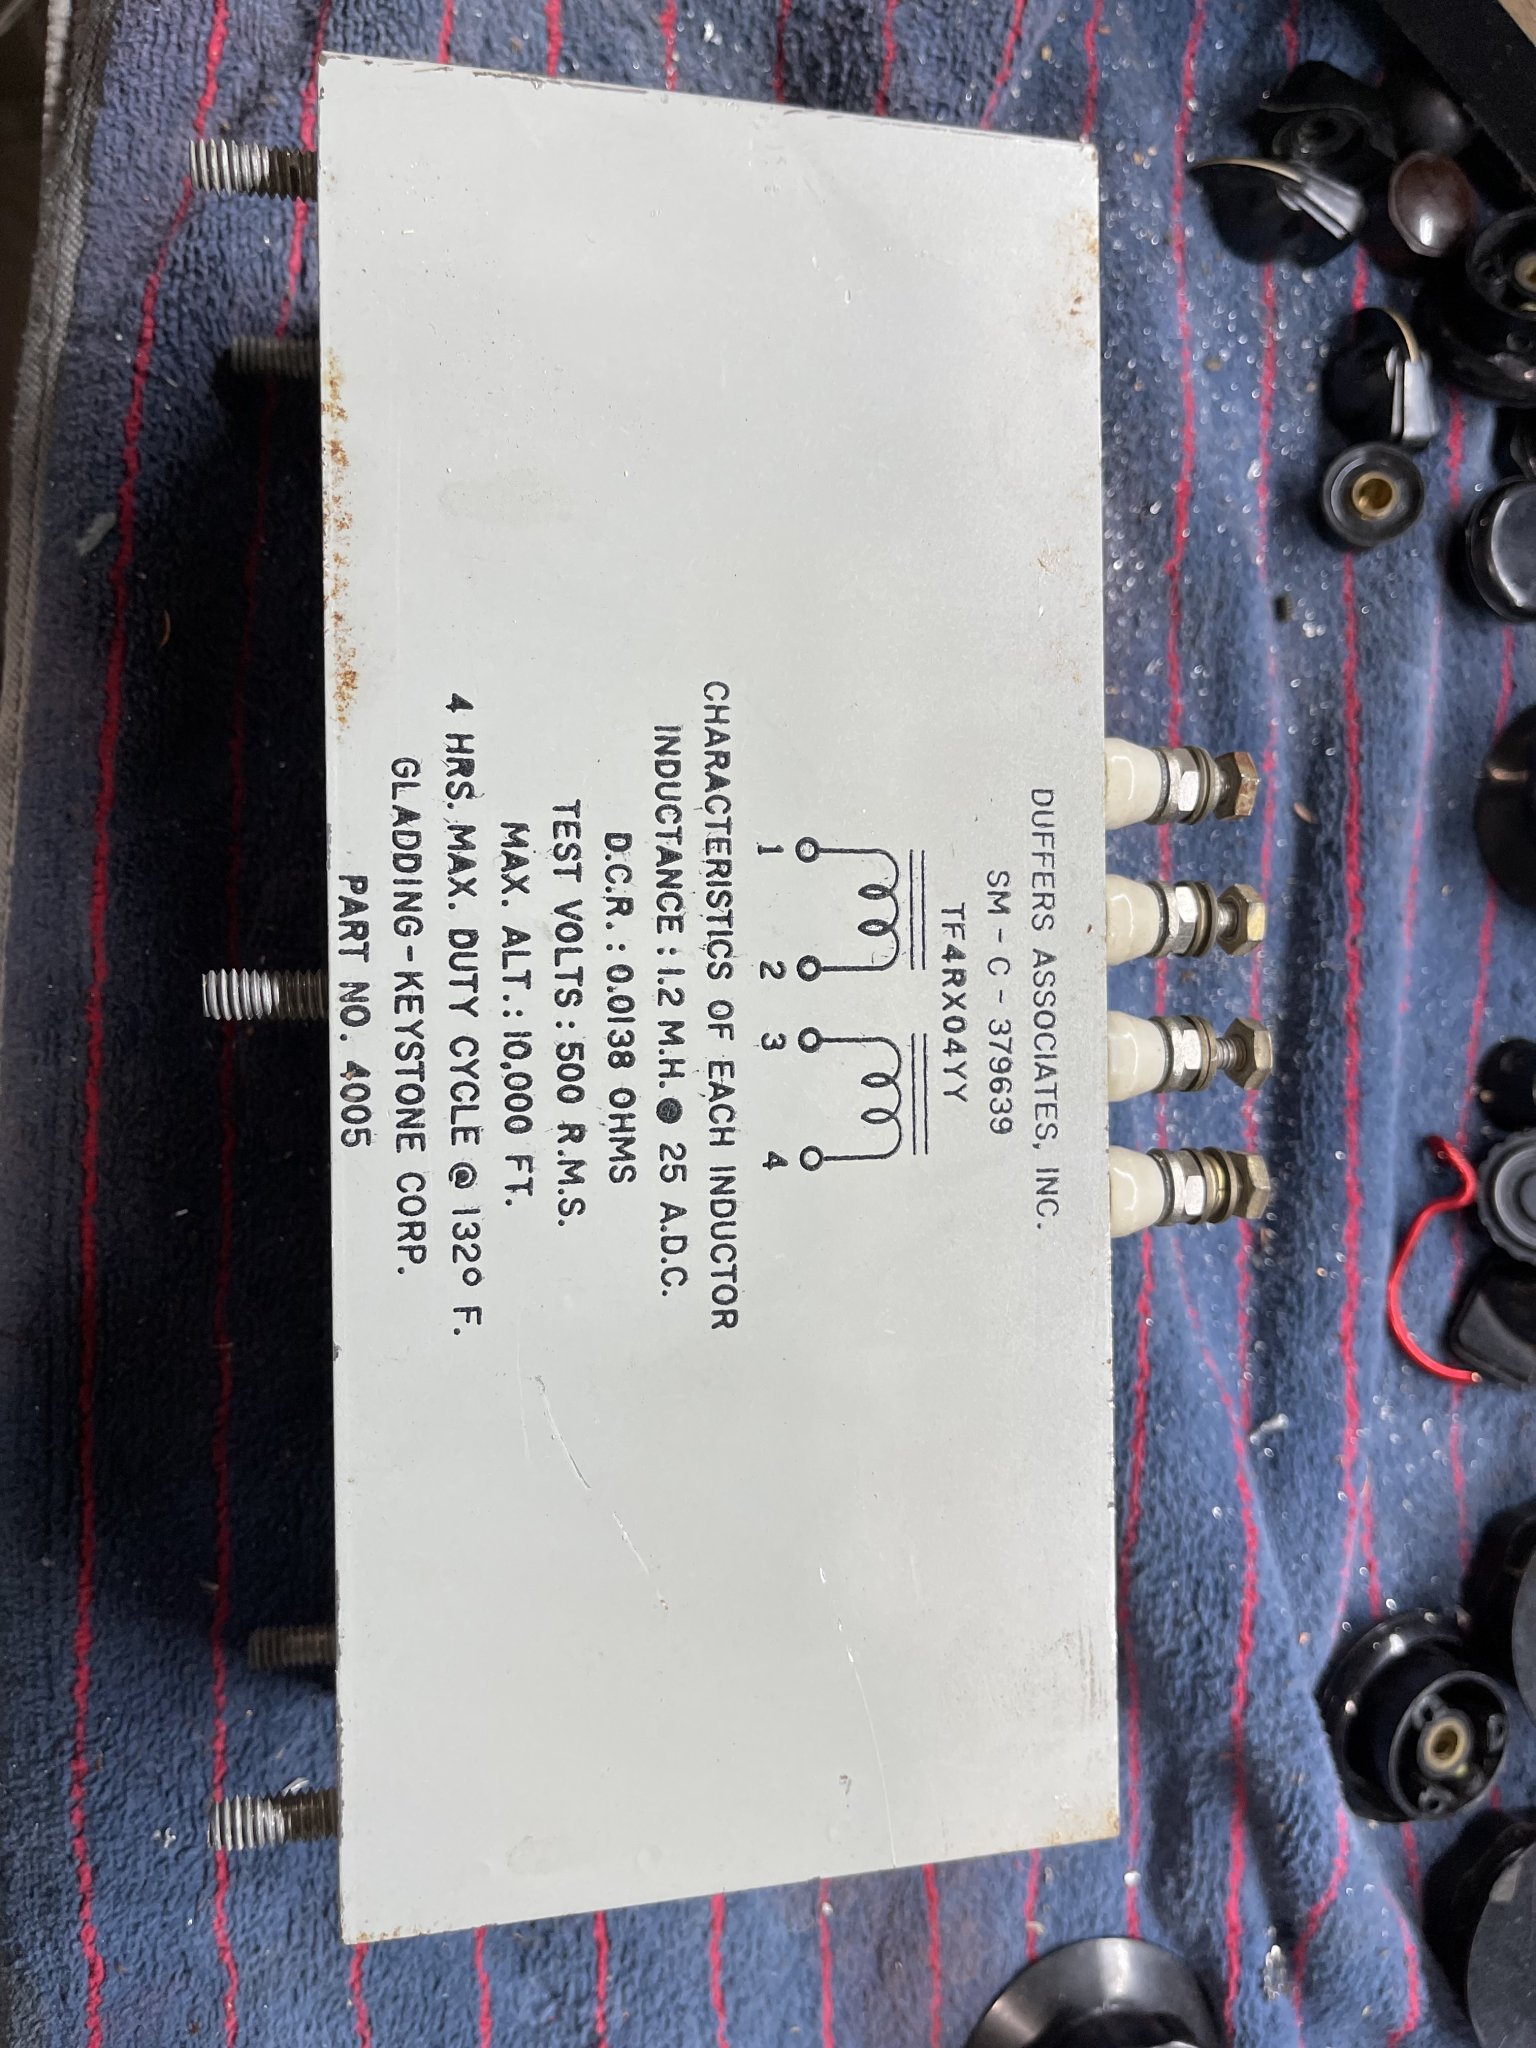 DUFFERS ASSOCIATES, INC.
SM-C-379639
TF4RX04YY
1 2 3 4
CHARACTERISTICS OF EACH INDUCTOR
INDUCTANCE : 1.2 M.H. @ 25 A.D.C.
D.C.R. : 0.0138 OHMS
TEST VOLTS : 500 R.M.S.
MAX. ALT. : 10,000 FT.
4 HRS. MAX. DUTY CYCLE @ 132° F.
GLADDING-KEYSTONE CORP.
PART NO. 4005